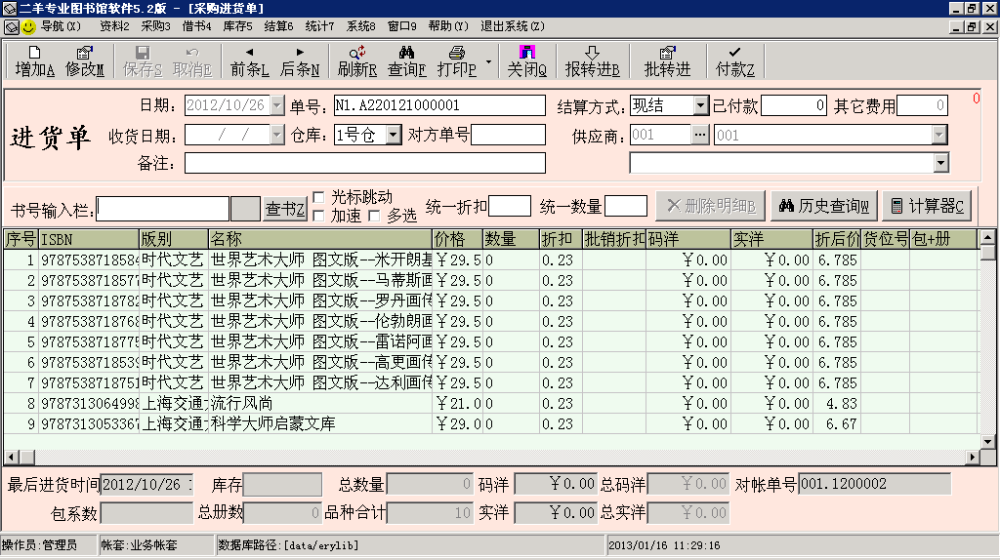 二羊专业图书馆软件5.2版 - [采购进货单]
导航(X) 资料2 采购3 借书4 库存5 结算6 统计7 系统8 窗口9 帮助(Y) 退出系统(Z)
增加A 修改M 保存S 取消E 前条L 后条N 刷新R 查询F 打印P 关闭Q 报转进B 批转进 付款Z
日期: 2012/10/26 单号: N1.A220121000001 结算方式: 现结 已付款 0 其它费用 0 0
进货单 收货日期: / / 仓库: 1号仓 对方单号 供应商: 001 ... 001
备注:
书号输入栏: 查书Z 光标跳动 加速 多选 统一折扣 统一数量 删除明细B 历史查询W 计算器C
序号 ISBN 版别 名称 价格 数量 折扣 批销折扣 码洋 实洋 折后价 货位号 包+册
1 978753871858 时代文艺 世界艺术大师 图文版--米开朗基 ￥29.5 0 0.23 ￥0.00 ￥0.00 6.785
2 978753871857 时代文艺 世界艺术大师 图文版--马蒂斯画 ￥29.5 0 0.23 ￥0.00 ￥0.00 6.785
3 978753871878 时代文艺 世界艺术大师 图文版--罗丹画传 ￥29.5 0 0.23 ￥0.00 ￥0.00 6.785
4 978753871876 时代文艺 世界艺术大师 图文版--伦勃朗画 ￥29.5 0 0.23 ￥0.00 ￥0.00 6.785
5 978753871877 时代文艺 世界艺术大师 图文版--雷诺阿画 ￥29.5 0 0.23 ￥0.00 ￥0.00 6.785
6 978753871853 时代文艺 世界艺术大师 图文版--高更画传 ￥29.5 0 0.23 ￥0.00 ￥0.00 6.785
7 978753871851 时代文艺 世界艺术大师 图文版--达利画传 ￥29.5 0 0.23 ￥0.00 ￥0.00 6.785
8 978731306499 上海交通 流行风尚 ￥21.0 0 0.23 ￥0.00 ￥0.00 4.83
9 978731305336 上海交通 科学大师启蒙文库 ￥29.0 0 0.23 ￥0.00 ￥0.00 6.67
最后进货时间 2012/10/26 库存 总数量 0 码洋 ￥0.00 总码洋 ￥0.00 对帐单号 001.1200002
包系数 总册数 0 品种合计 10 实洋 ￥0.00 总实洋 ￥0.00
操作员:管理员 帐套:业务帐套 数据库路径:[data/erylib] 2013/01/16 11:29:16